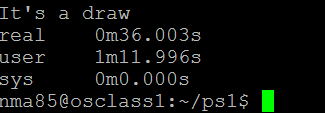 It's a draw
real    0m36.003s
user    1m11.996s
sys     0m0.000s
nma85@osclass1:~/ps1$